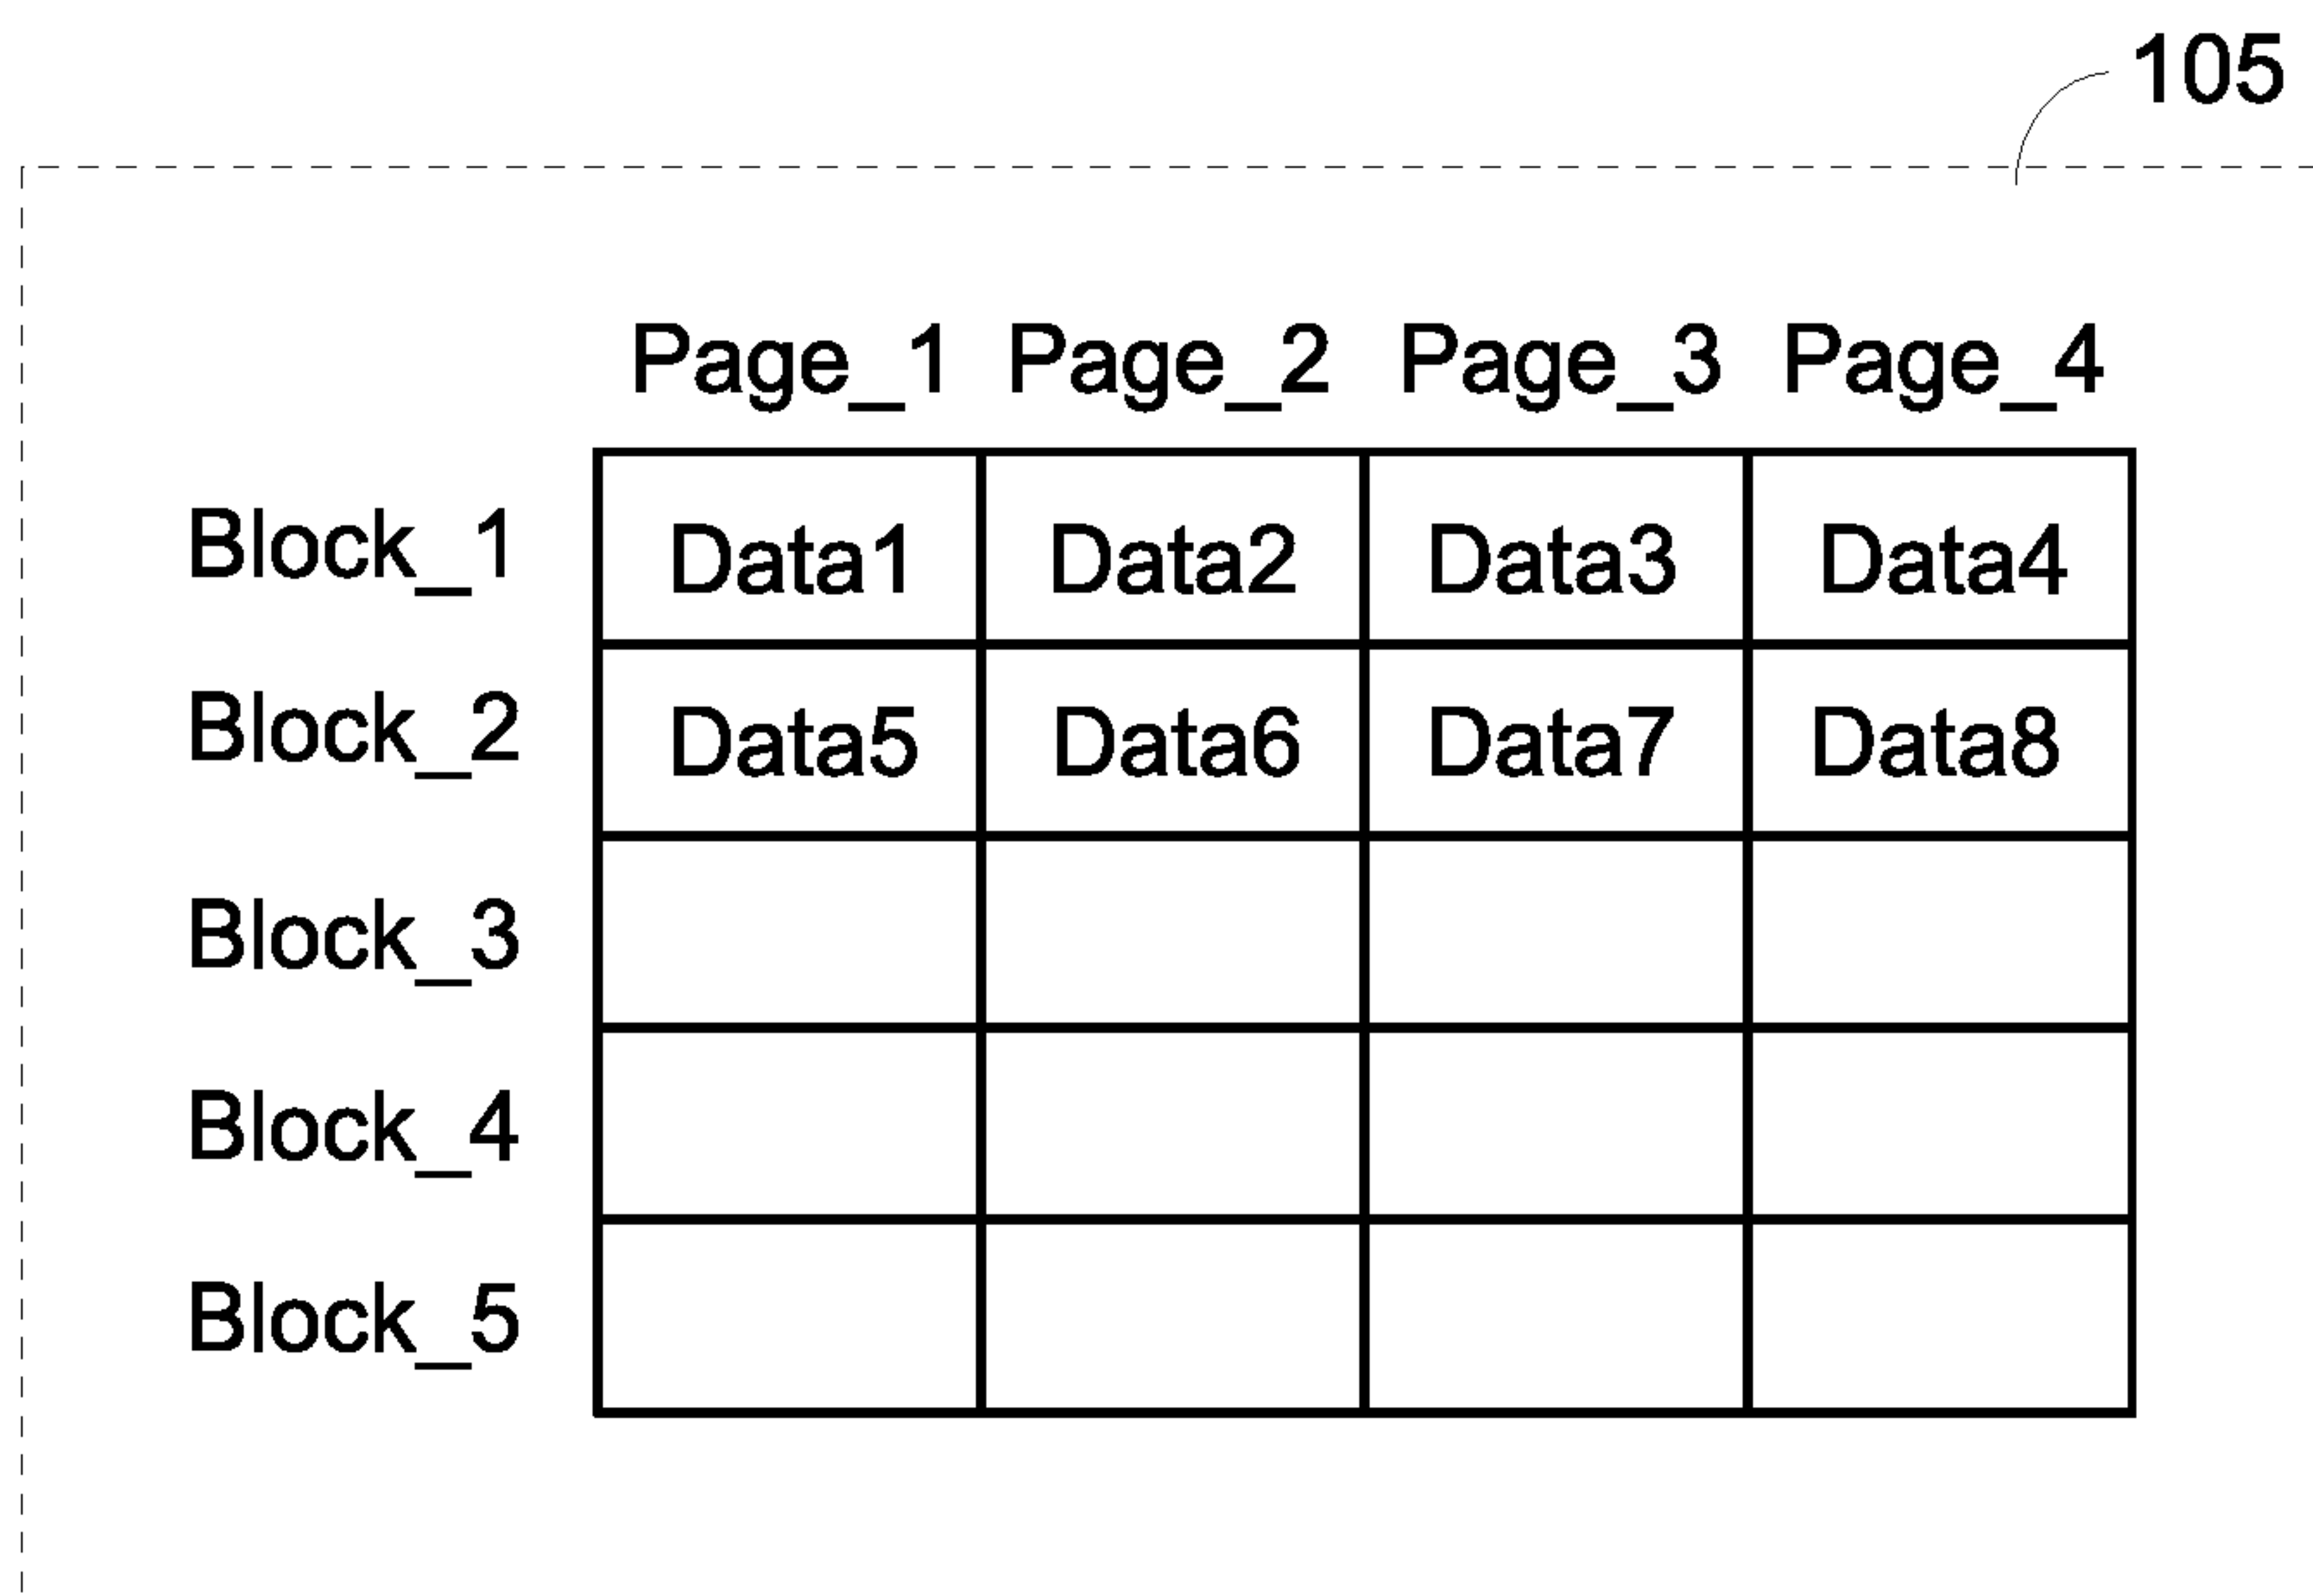 105
Page_1 Page_2 Page_3 Page_4
Block_1 Data1 Data2 Data3 Data4
Block_2 Data5 Data6 Data7 Data8
Block_3
Block_4
Block_5